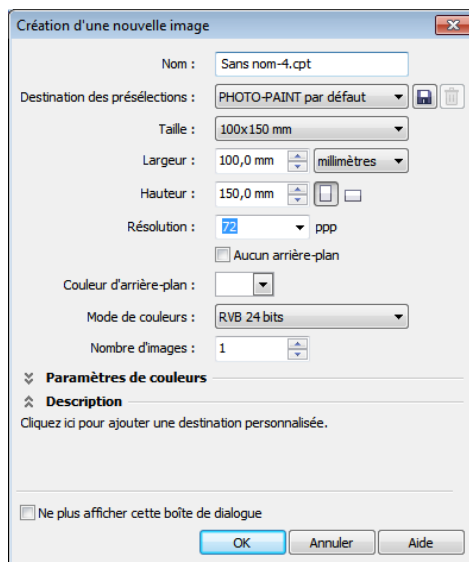 Création d'une nouvelle image
Nom : Sans nom-4.cpt
Destination des présélections : PHOTO-PAINT par défaut
Taille : 100x150 mm
Largeur : 100,0 mm millimètres
Hauteur : 150,0 mm
Résolution : 72 ppp
Aucun arrière-plan
Couleur d'arrière-plan :
Mode de couleurs : RVB 24 bits
Nombre d'images : 1
Paramètres de couleurs
Description
Cliquez ici pour ajouter une destination personnalisée.
Ne plus afficher cette boîte de dialogue
OK Annuler Aide